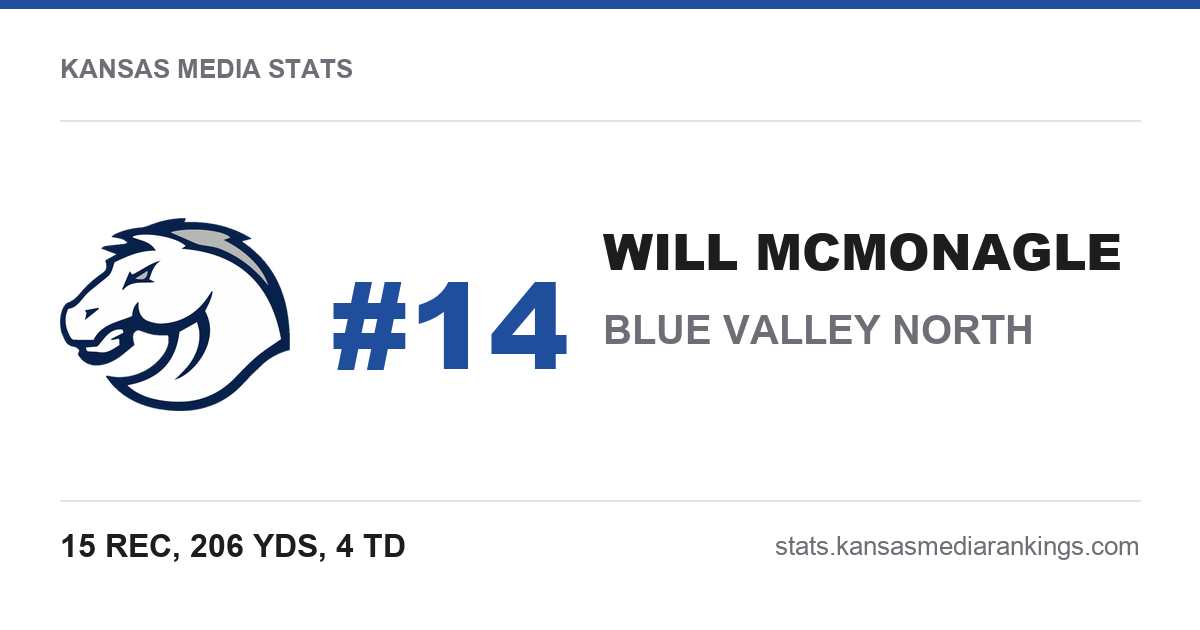 KANSAS MEDIA STATS
#14
WILL MCMONAGLE
BLUE VALLEY NORTH
15 REC, 206 YDS, 4 TD
stats.kansasmediarankings.com